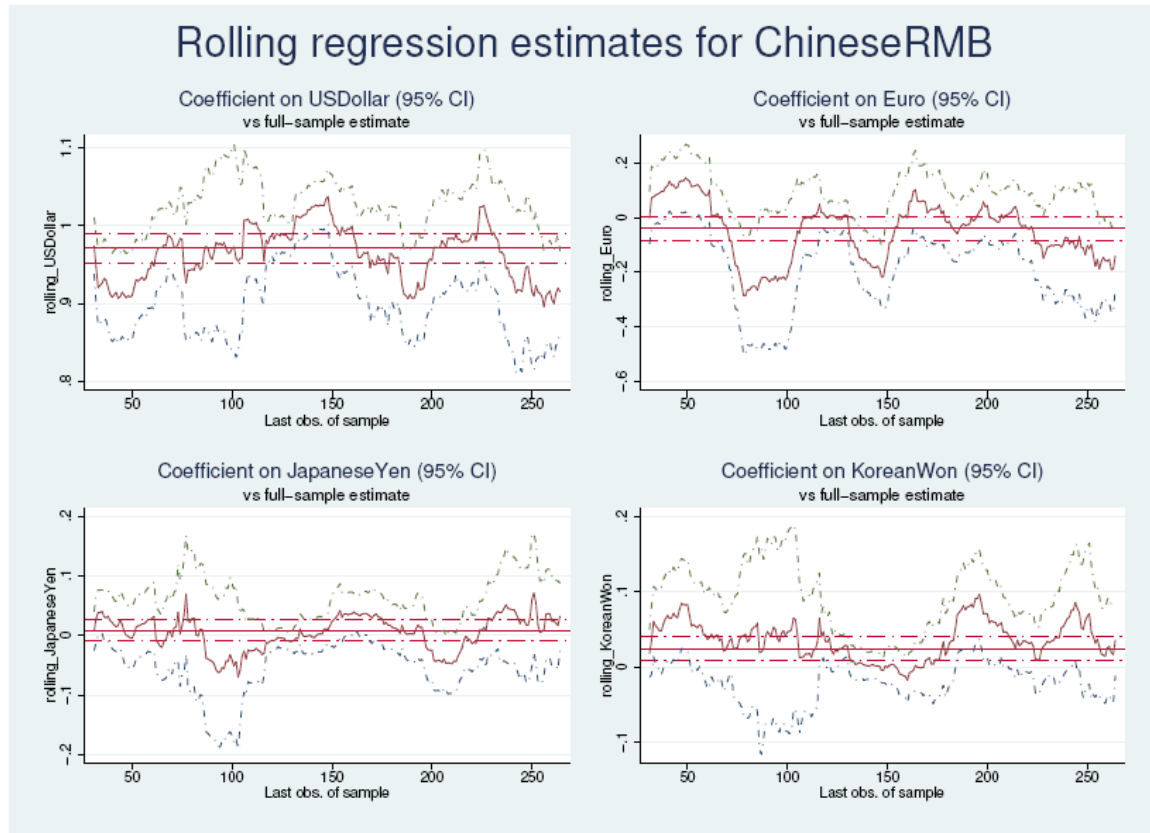 Rolling regression estimates for ChineseRMB
Coefficient on USDollar (95% CI)
vs full-sample estimate
rolling_USDollar
1.1
1
.9
.8
50 100 150 200 250
Last obs. of sample
Coefficient on Euro (95% CI)
vs full-sample estimate
rolling_Euro
.2
0
-.2
-.4
-.6
50 100 150 200 250
Last obs. of sample
Coefficient on JapaneseYen (95% CI)
vs full-sample estimate
rolling_JapaneseYen
.2
.1
0
-.1
-.2
50 100 150 200 250
Last obs. of sample
Coefficient on KoreanWon (95% CI)
vs full-sample estimate
rolling_KoreanWon
.2
.1
0
-.1
50 100 150 200 250
Last obs. of sample